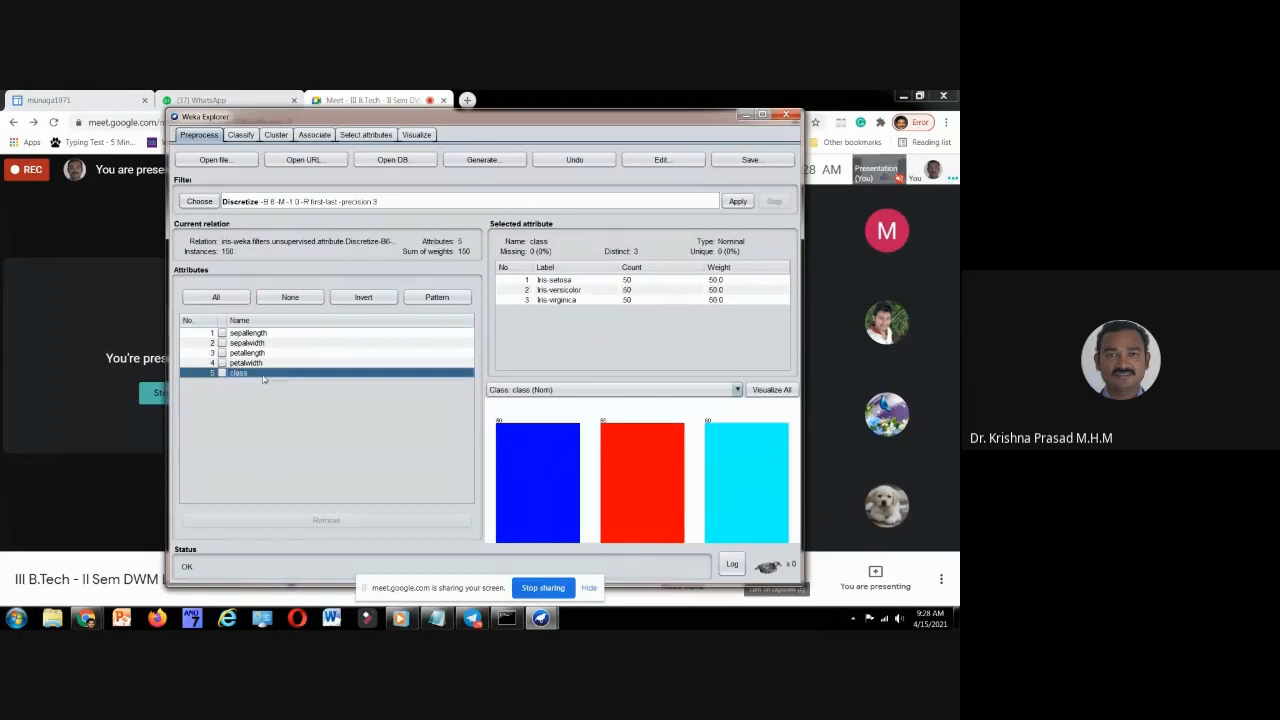 munaga1971
(37) WhatsApp
Meet - III B.Tech - II Sem DW
Weka Explorer
meet.google.com/
Error
Apps
Typing Test - 5 Min...
Other bookmarks
Reading list
Preprocess Classify Cluster Associate Select attributes Visualize
Open file... Open URL... Open DB... Generate... Undo Edit... Save...
REC
You are prese
28 AM
Presentation
(You)
You
Filter
Choose Discretize -B 6 -M -1.0 -R first-last -precision 3 Apply Stop
Current relation
Relation: iris-weka.filters.unsupervised.attribute.Discretize-B6-.. Attributes: 5
Instances: 150 Sum of weights: 150
Selected attribute
Name: class Type: Nominal
Missing: 0 (0%) Distinct: 3 Unique: 0 (0%)
No. Label Count Weight
1 Iris-setosa 50 50.0
2 Iris-versicolor 50 50.0
3 Iris-virginica 50 50.0
Attributes
All None Invert Pattern
No. Name
1 sepallength
2 sepalwidth
3 petallength
4 petalwidth
5 class
Remove
Class: class (Nom) Visualize All
50 50 50
You're pres
Sto
M
Dr. Krishna Prasad M.H.M
Status
OK
Log
x 0
III B.Tech - II Sem DWM L
meet.google.com is sharing your screen. Stop sharing Hide
Turn on captions (c)
You are presenting
9:28 AM
4/15/2021